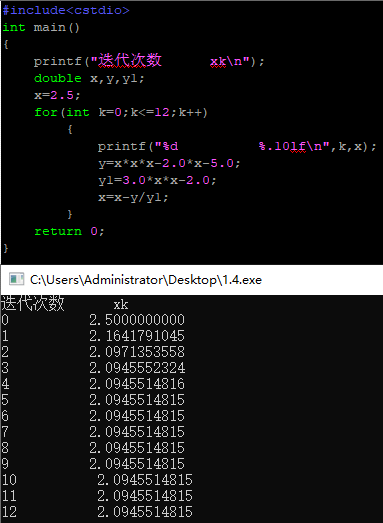 #include<cstdio>
int main()
{
printf("迭代次数      xk\n");
double x,y,y1;
x=2.5;
for(int k=0;k<=12;k++)
{
printf("%d          %.10lf\n",k,x);
y=x*x*x-2.0*x-5.0;
y1=3.0*x*x-2.0;
x=x-y/y1;
}
return 0;
}
C:\Users\Administrator\Desktop\1.4.exe
迭代次数      xk
0          2.5000000000
1          2.1641791045
2          2.0971353558
3          2.0945552324
4          2.0945514816
5          2.0945514815
6          2.0945514815
7          2.0945514815
8          2.0945514815
9          2.0945514815
10          2.0945514815
11          2.0945514815
12          2.0945514815